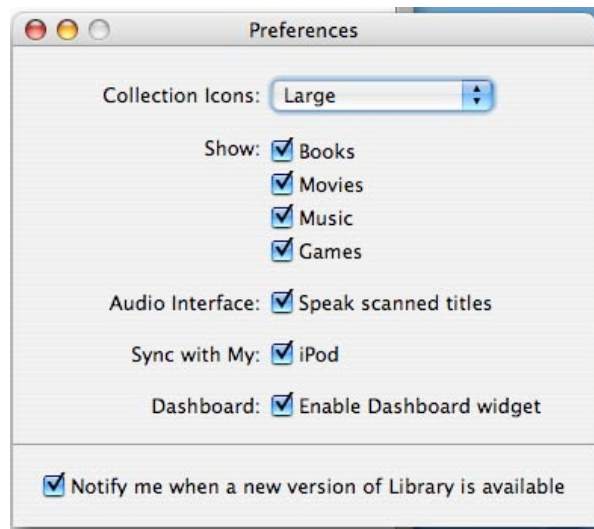 Preferences
Collection Icons: Large
Show: Books
Movies
Music
Games
Audio Interface: Speak scanned titles
Sync with My: iPod
Dashboard: Enable Dashboard widget
Notify me when a new version of Library is available